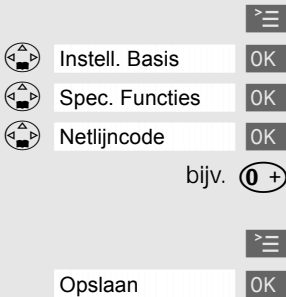 Instell. Basis OK
Spec. Functies OK
Netlijncode OK
bijv. 0 +
Opslaan OK